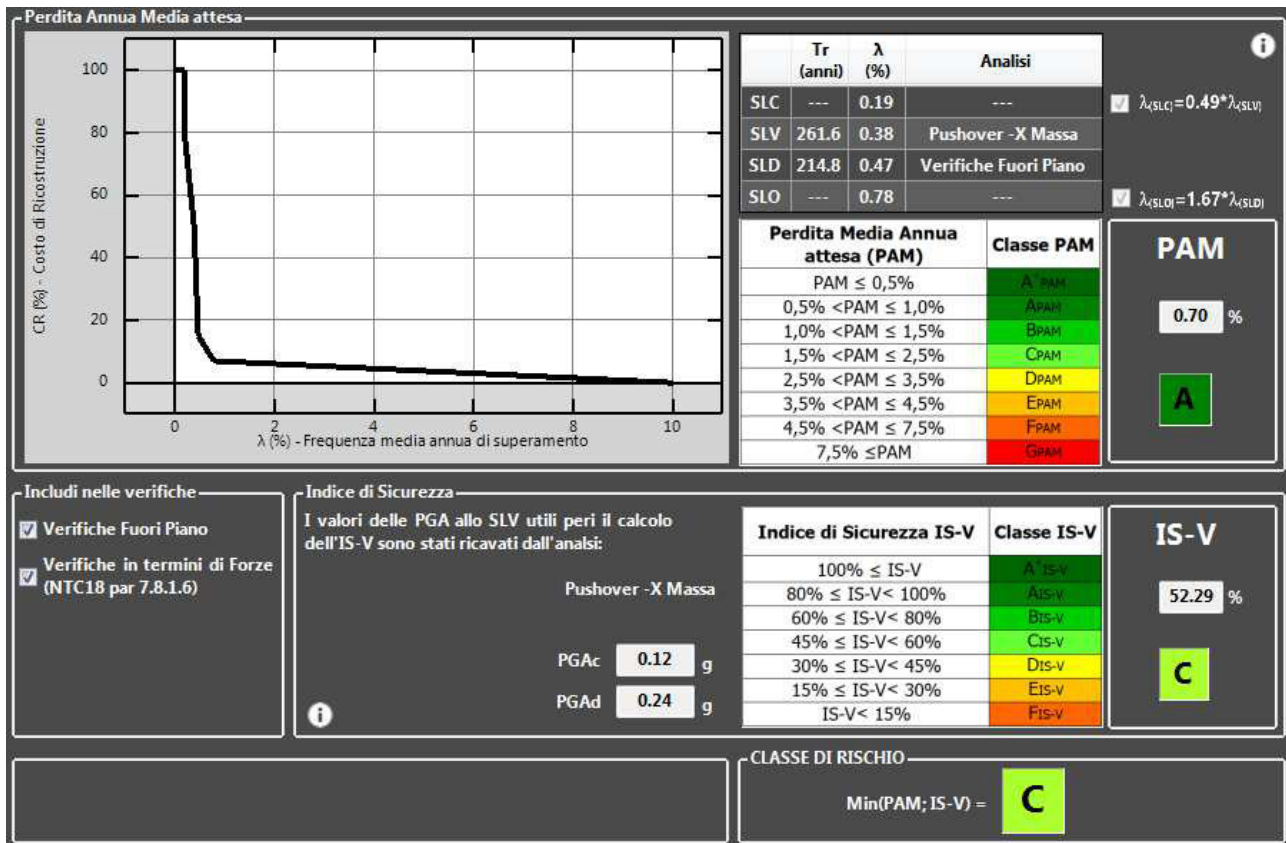 Perdita Annua Media attesa
CR (%) - Costo di Ricostruzione
100
80
60
40
20
0
0 2 4 6 8 10
λ (%) - Frequenza media annua di superamento
Tr (anni) λ (%) Analisi
SLC --- 0.19 ---
SLV 261.6 0.38 Pushover -X Massa
SLD 214.8 0.47 Verifiche Fuori Piano
SLO --- 0.78 ---
λ(SLC)=0.49*λ(SLV)
λ(SLO)=1.67*λ(SLD)
Perdita Media Annua attesa (PAM) Classe PAM
PAM ≤ 0,5% A+PAM
0,5% <PAM ≤ 1,0% APAM
1,0% <PAM ≤ 1,5% BPAM
1,5% <PAM ≤ 2,5% CPAM
2,5% <PAM ≤ 3,5% DPAM
3,5% <PAM ≤ 4,5% EPAM
4,5% <PAM ≤ 7,5% FPAM
7,5% ≤PAM GPAM
PAM
0.70 %
A
Includi nelle verifiche
Verifiche Fuori Piano
Verifiche in termini di Forze
(NTC18 par 7.8.1.6)
Indice di Sicurezza
I valori delle PGA allo SLV utili peri il calcolo
dell'IS-V sono stati ricavati dall'analsi:
Pushover -X Massa
PGAc 0.12 g
PGAd 0.24 g
Indice di Sicurezza IS-V Classe IS-V
100% ≤ IS-V A+IS-V
80% ≤ IS-V< 100% AIS-V
60% ≤ IS-V< 80% BIS-V
45% ≤ IS-V< 60% CIS-V
30% ≤ IS-V< 45% DIS-V
15% ≤ IS-V< 30% EIS-V
IS-V< 15% FIS-V
IS-V
52.29 %
C
CLASSE DI RISCHIO
Min(PAM; IS-V) = C